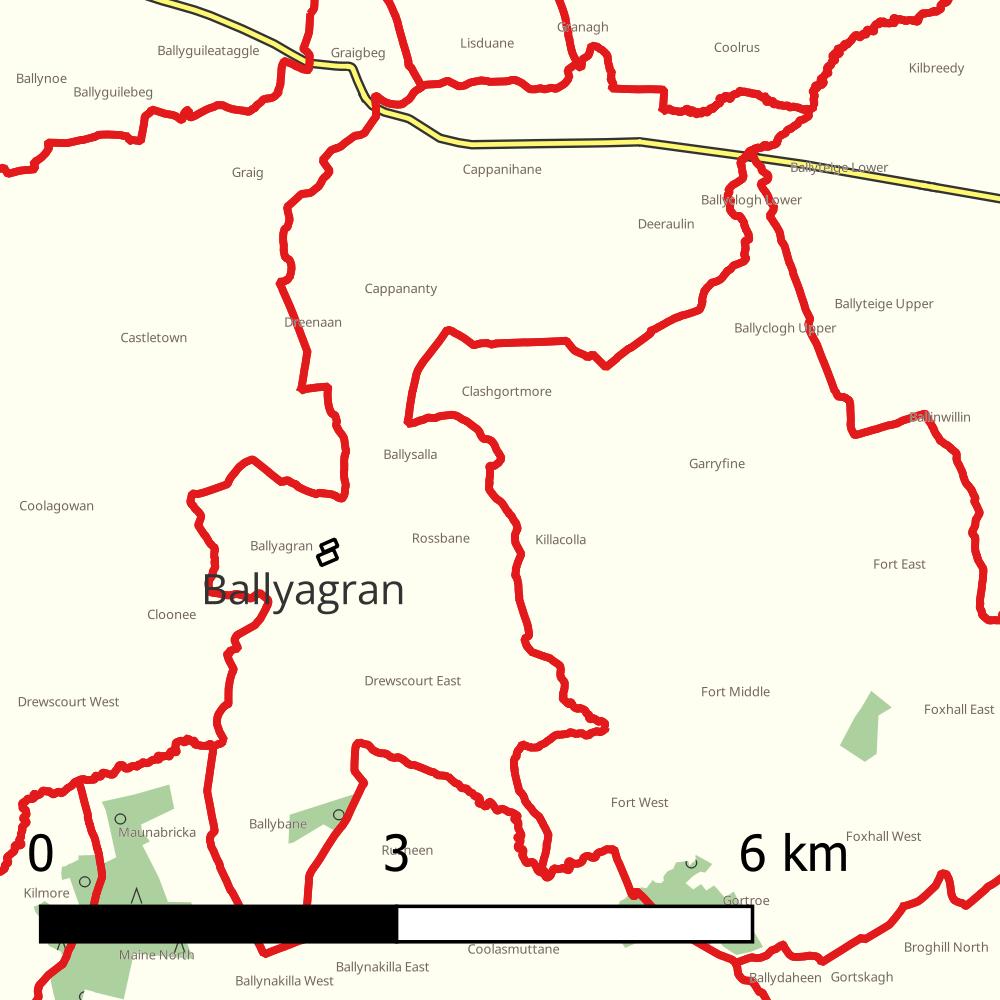 Granagh
Lisduane
Coolrus
Ballyguileataggle
Graigbeg
Kilbreedy
Ballynoe
Ballyguilebeg
Ballyteige Lower
Cappanihane
Graig
Ballyclogh Lower
Deeraulin
Cappananty
Ballyteige Upper
Dreenaan
Ballyclogh Upper
Castletown
Clashgortmore
Ballinwillin
Ballysalla
Garryfine
Coolagowan
Rossbane
Killacolla
Ballyagran
Fort East
Ballyagran
Cloonee
Drewscourt East
Fort Middle
Drewscourt West
Foxhall East
Fort West
Ballybane
Maunabricka
Foxhall West
0 3 6 km
Kilmore
Gortroe
Coolasmuttane
Broghill North
Maine North
Ballynakilla East
Ballydaheen
Gortskagh
Ballynakilla West